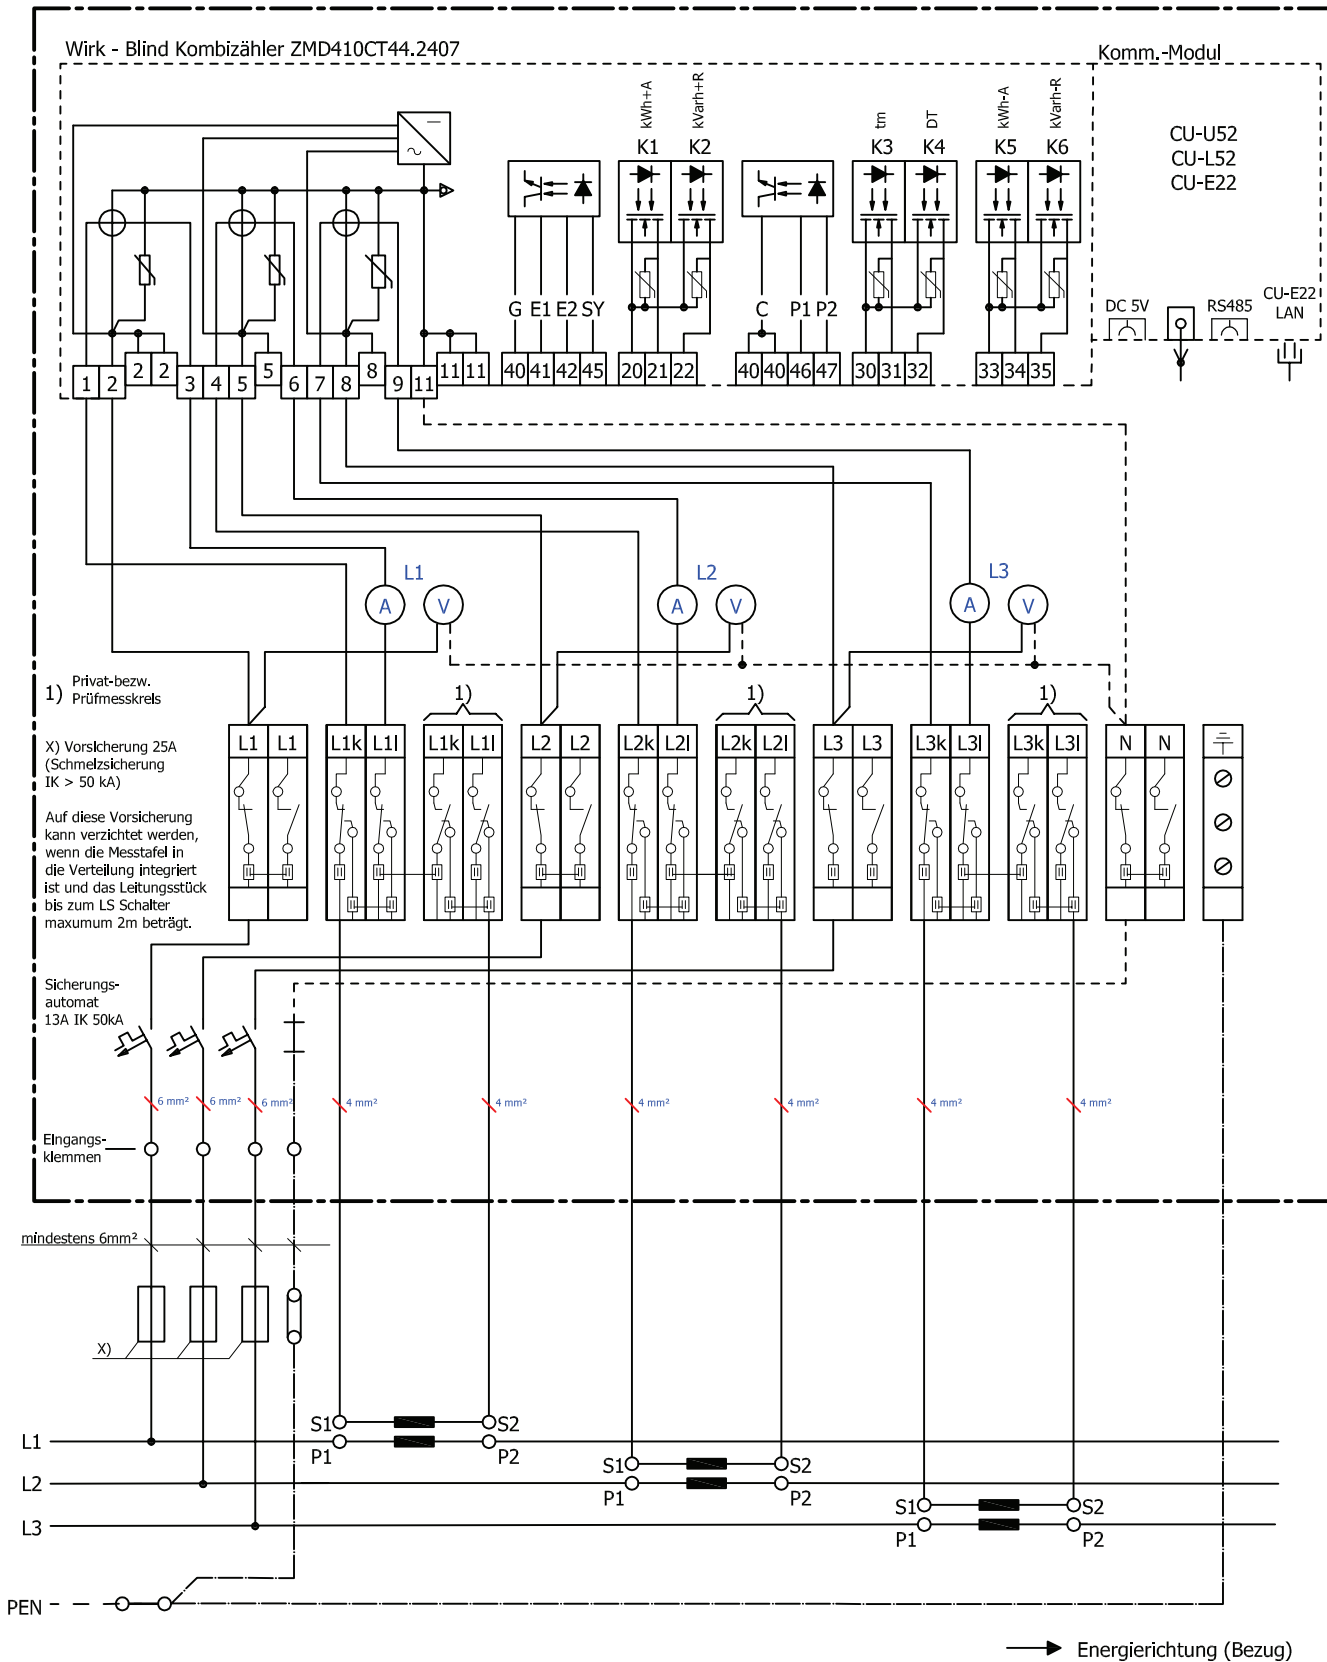 Wirk - Blind Kombizähler ZMD410CT44.2407
Komm.-Modul
kWh+A kVarh+R tm DT kWh-A kVarh-R
K1 K2 K3 K4 K5 K6
CU-U52
CU-L52
CU-E22
G E1 E2 SY C P1 P2
DC 5V RS485 CU-E22
LAN
1 2 2 2 3 4 5 5 6 7 8 8 9 11 11 11 40 41 42 45 20 21 22 40 40 46 47 30 31 32 33 34 35
L1 L2 L3
A V A V A V
1) Privat-bezw.
Prüfmesskreis
1) 1) 1)
L1 L1 L1k L1l L1k L1l L2 L2 L2k L2l L2k L2l L3 L3 L3k L3l L3k L3l N N
X) Vorsicherung 25A
(Schmelzsicherung
IK > 50 kA)
Auf diese Vorsicherung
kann verzichtet werden,
wenn die Messtafel in
die Verteilung integriert
ist und das Leitungsstück
bis zum LS Schalter
maxumum 2m beträgt.
Sicherungs-
automat
13A IK 50kA
6 mm² 6 mm² 6 mm² 4 mm² 4 mm² 4 mm² 4 mm² 4 mm² 4 mm²
Eingangs-
klemmen
mindestens 6mm²
X)
S1 S2
L1
P1 P2
S1 S2
L2
P1 P2
S1 S2
L3
P1 P2
PEN
Energierichtung (Bezug)